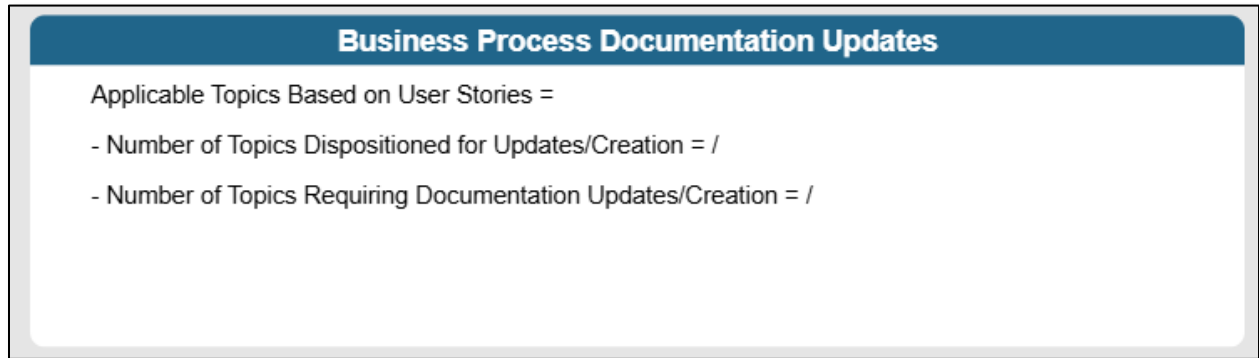 Business Process Documentation Updates
Applicable Topics Based on User Stories =
- Number of Topics Dispositioned for Updates/Creation = /
- Number of Topics Requiring Documentation Updates/Creation = /